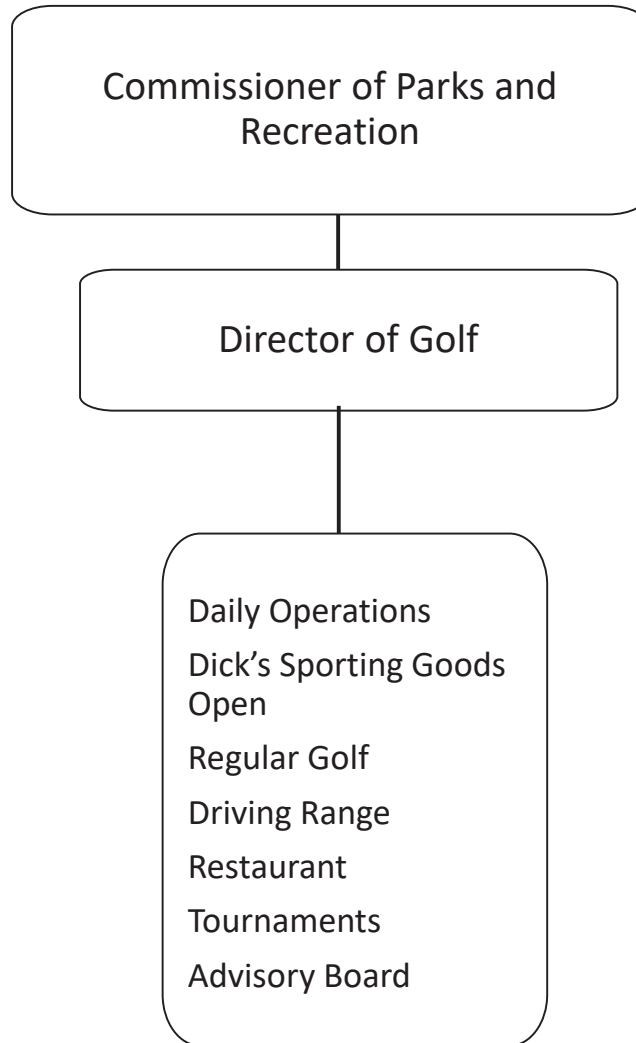 Commissioner of Parks and
Recreation
Director of Golf
Daily Operations
Dick’s Sporting Goods
Open
Regular Golf
Driving Range
Restaurant
Tournaments
Advisory Board